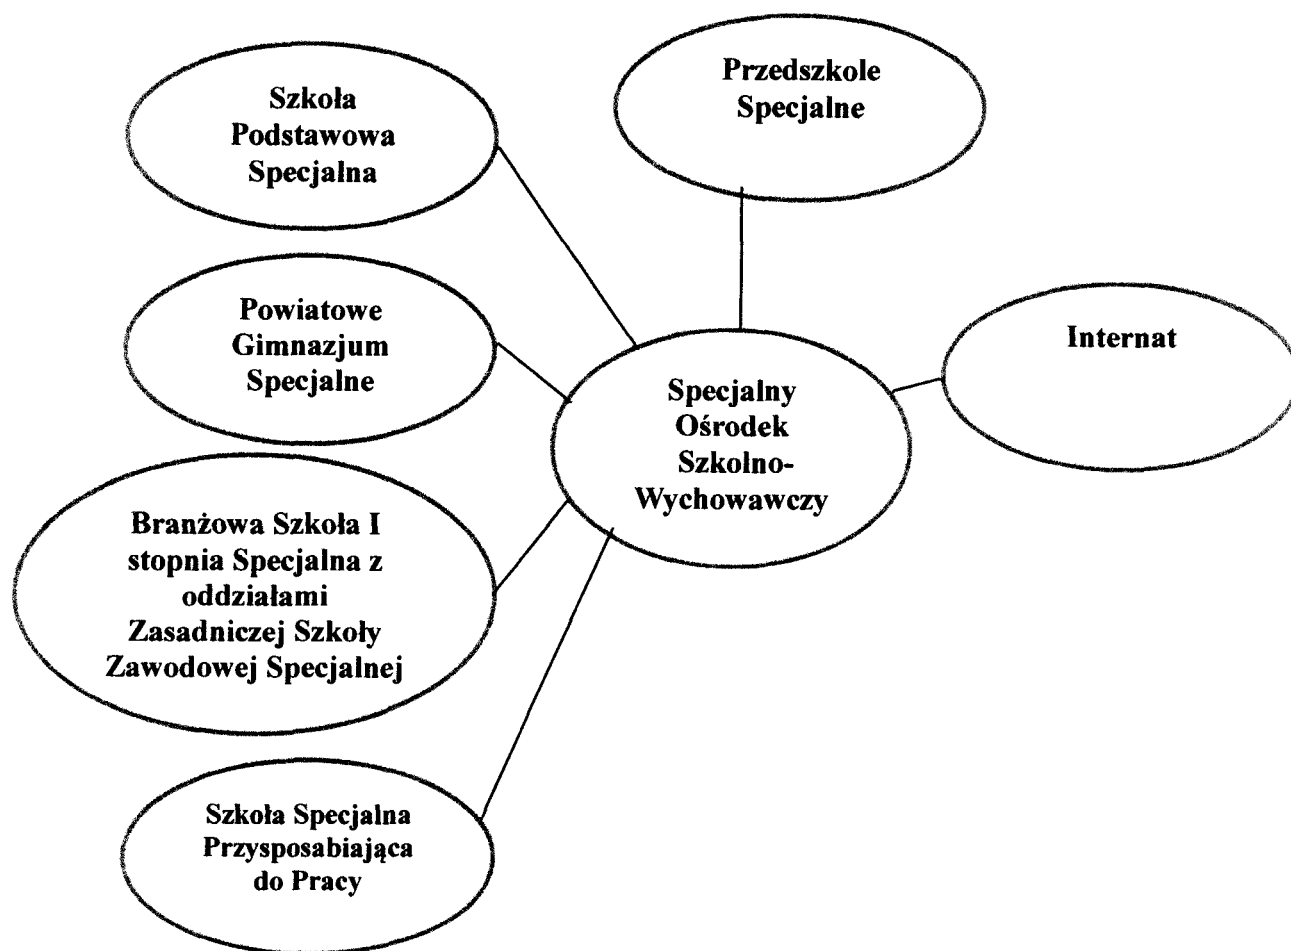 Szkoła
Podstawowa
Specjalna
Przedszkole
Specjalne
Powiatowe
Gimnazjum
Specjalne
Internat
Specjalny
Ośrodek
Szkolno-
Wychowawczy
Branżowa Szkoła I
stopnia Specjalna z
oddziałami
Zasadniczej Szkoły
Zawodowej Specjalnej
Szkoła Specjalna
Przysposabiająca
do Pracy